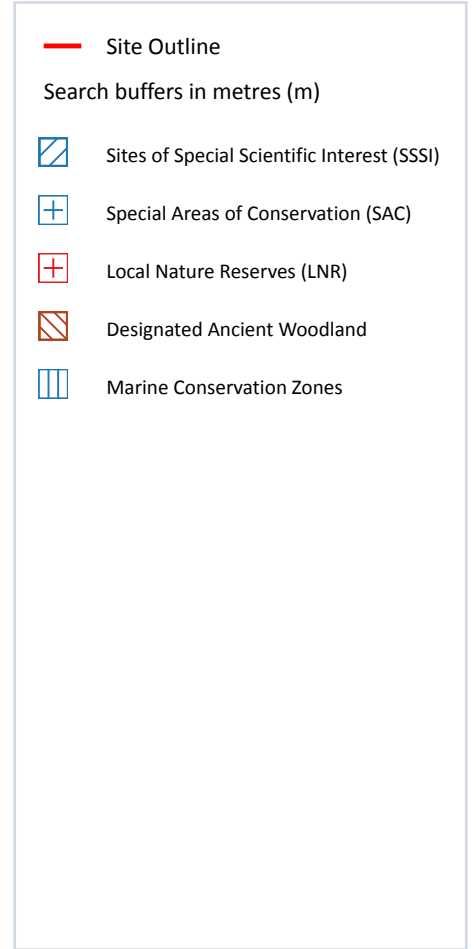 Site Outline
Search buffers in metres (m)
Sites of Special Scientific Interest (SSSI)
Special Areas of Conservation (SAC)
Local Nature Reserves (LNR)
Designated Ancient Woodland
Marine Conservation Zones